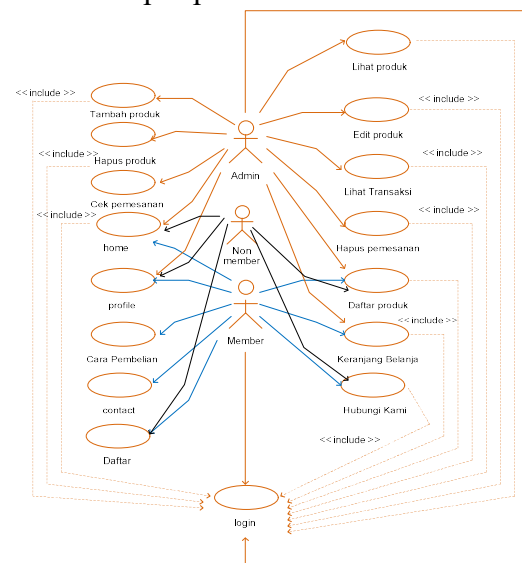 Lihat produk
<< include >>
Tambah produk
<< include >>
Edit produk
<< include >>
Hapus produk
Admin
<< include >>
Lihat Transaksi
Cek pemesanan
<< include >>
home
Non
member
<< include >>
Hapus pemesanan
profile
Daftar produk
<< include >>
Cara Pembelian
Member
Keranjang Belanja
contact
Hubungi Kami
Daftar
<< include >>
login